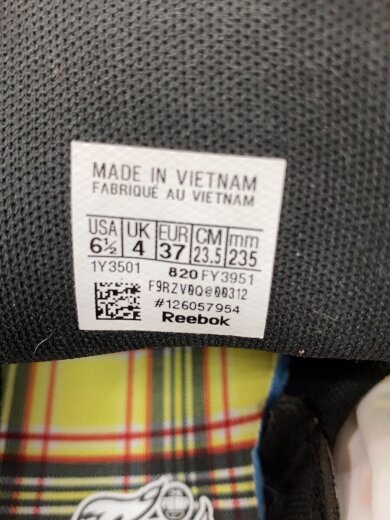 MADE IN VIETNAM
FABRIQUÉ AU VIETNAM
USA UK EUR CM mm
6½ 4 37 23.5 235
1Y3501 820 FY3951
F9RZV0Q@00312
#126057954
Reebok